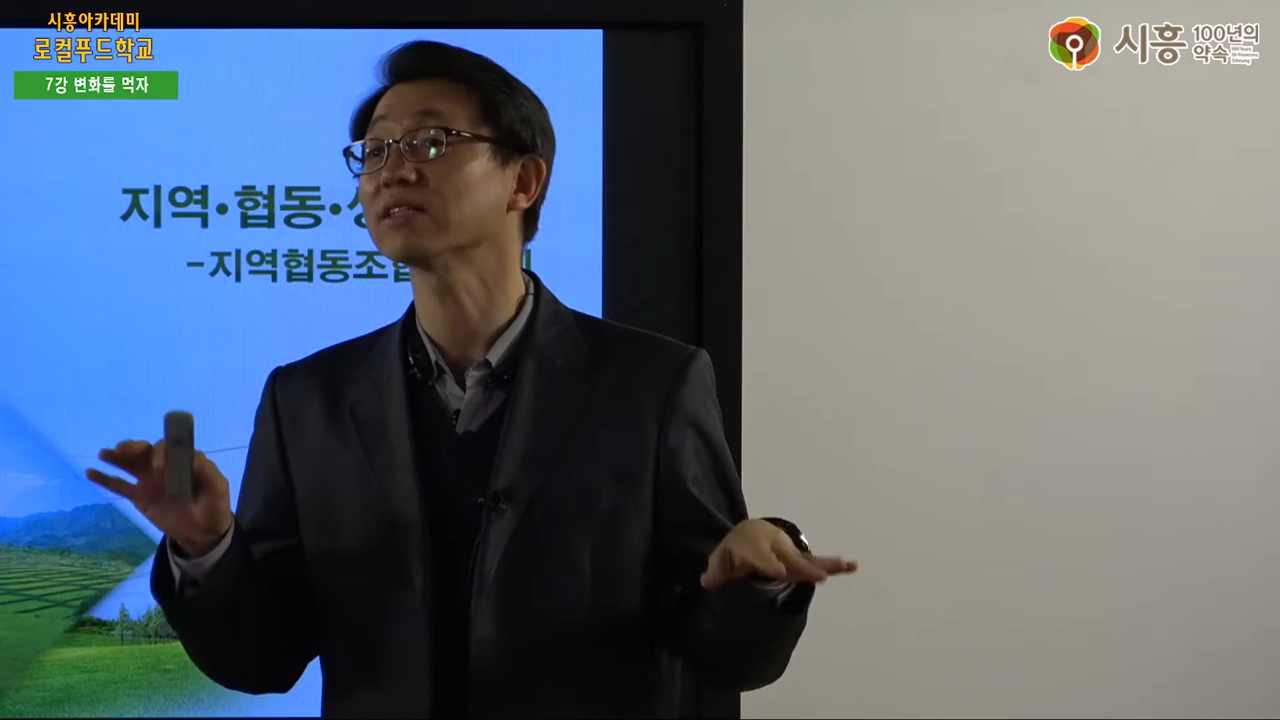 시흥아카데미
로컬푸드학교
7강 변화를 먹자
시흥 100년의
약속
지역•협동•
-지역협동조합